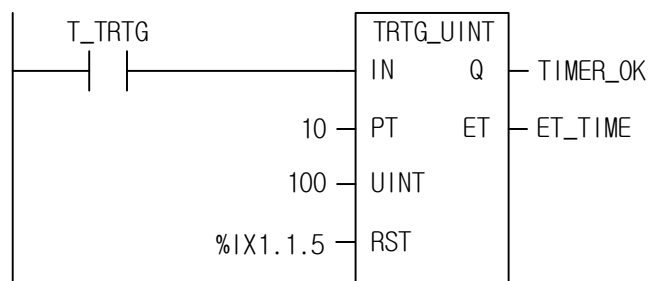 T_TRTG
TRTG_UINT
IN Q TIMER_OK
10 PT ET ET_TIME
100 UINT
%IX1.1.5 RST